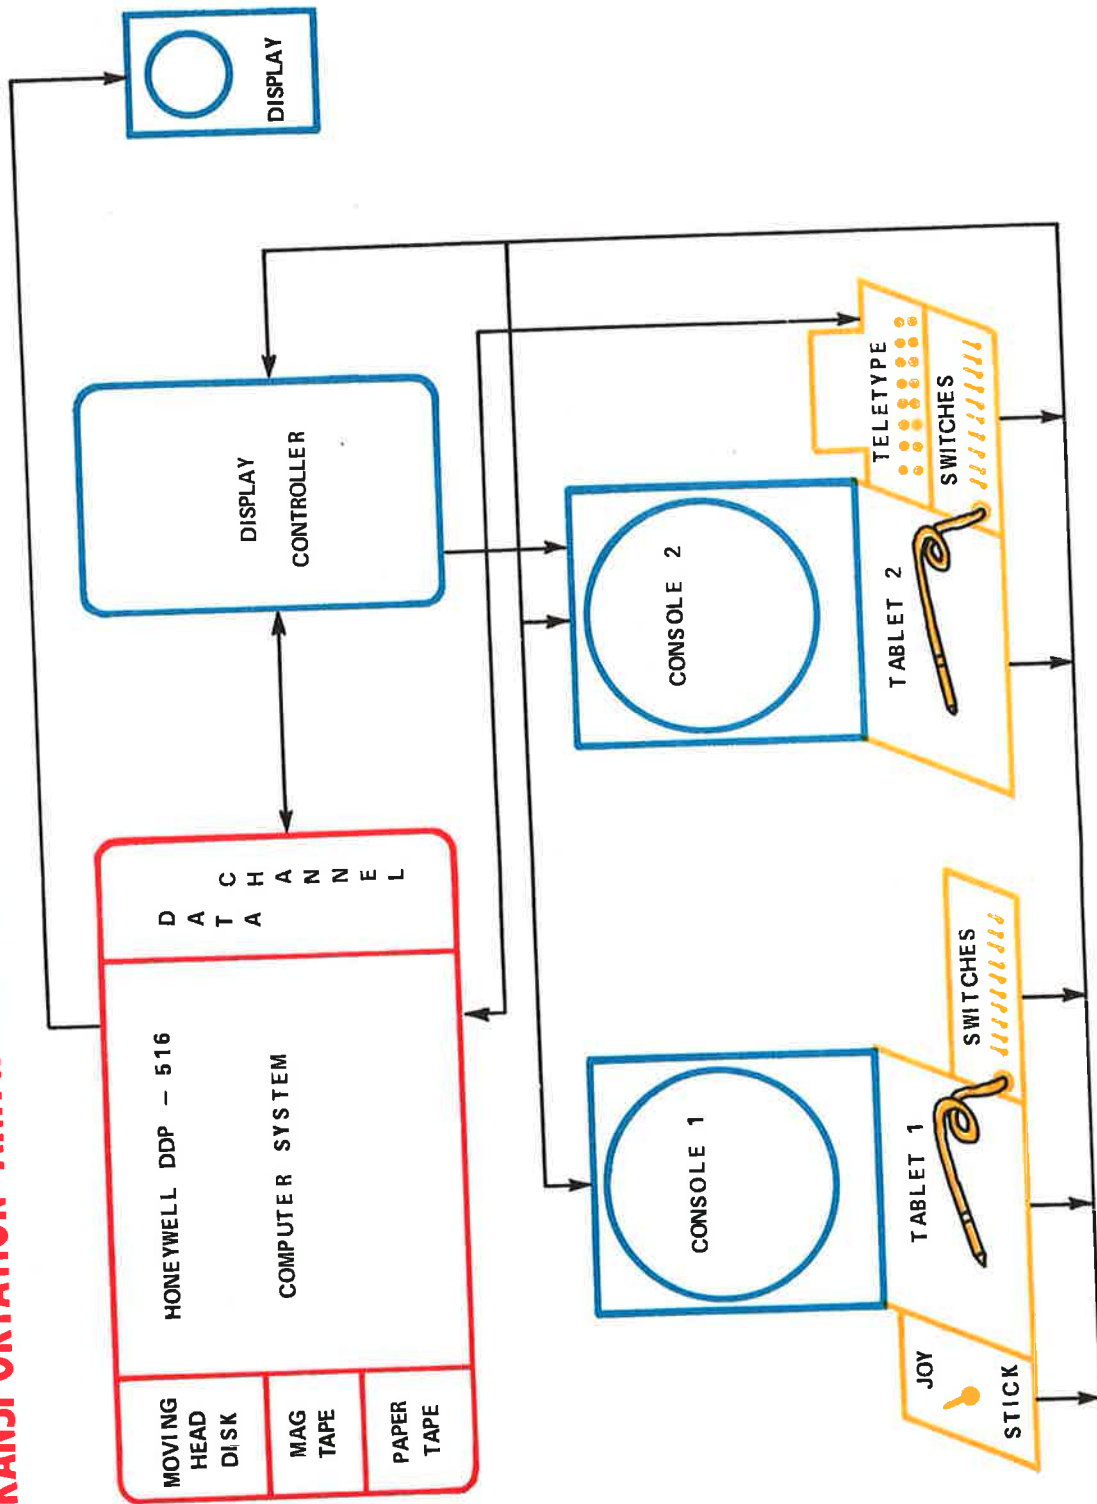 MOVING
HEAD
DISK
MAG
TAPE
PAPER
TAPE
HONEYWELL DDP – 516
COMPUTER SYSTEM
DATA
CHANNEL
DISPLAY
CONTROLLER
DISPLAY
CONSOLE 1
TABLET 1
JOY
STICK
SWITCHES
CONSOLE 2
TABLET 2
TELETYPE
SWITCHES